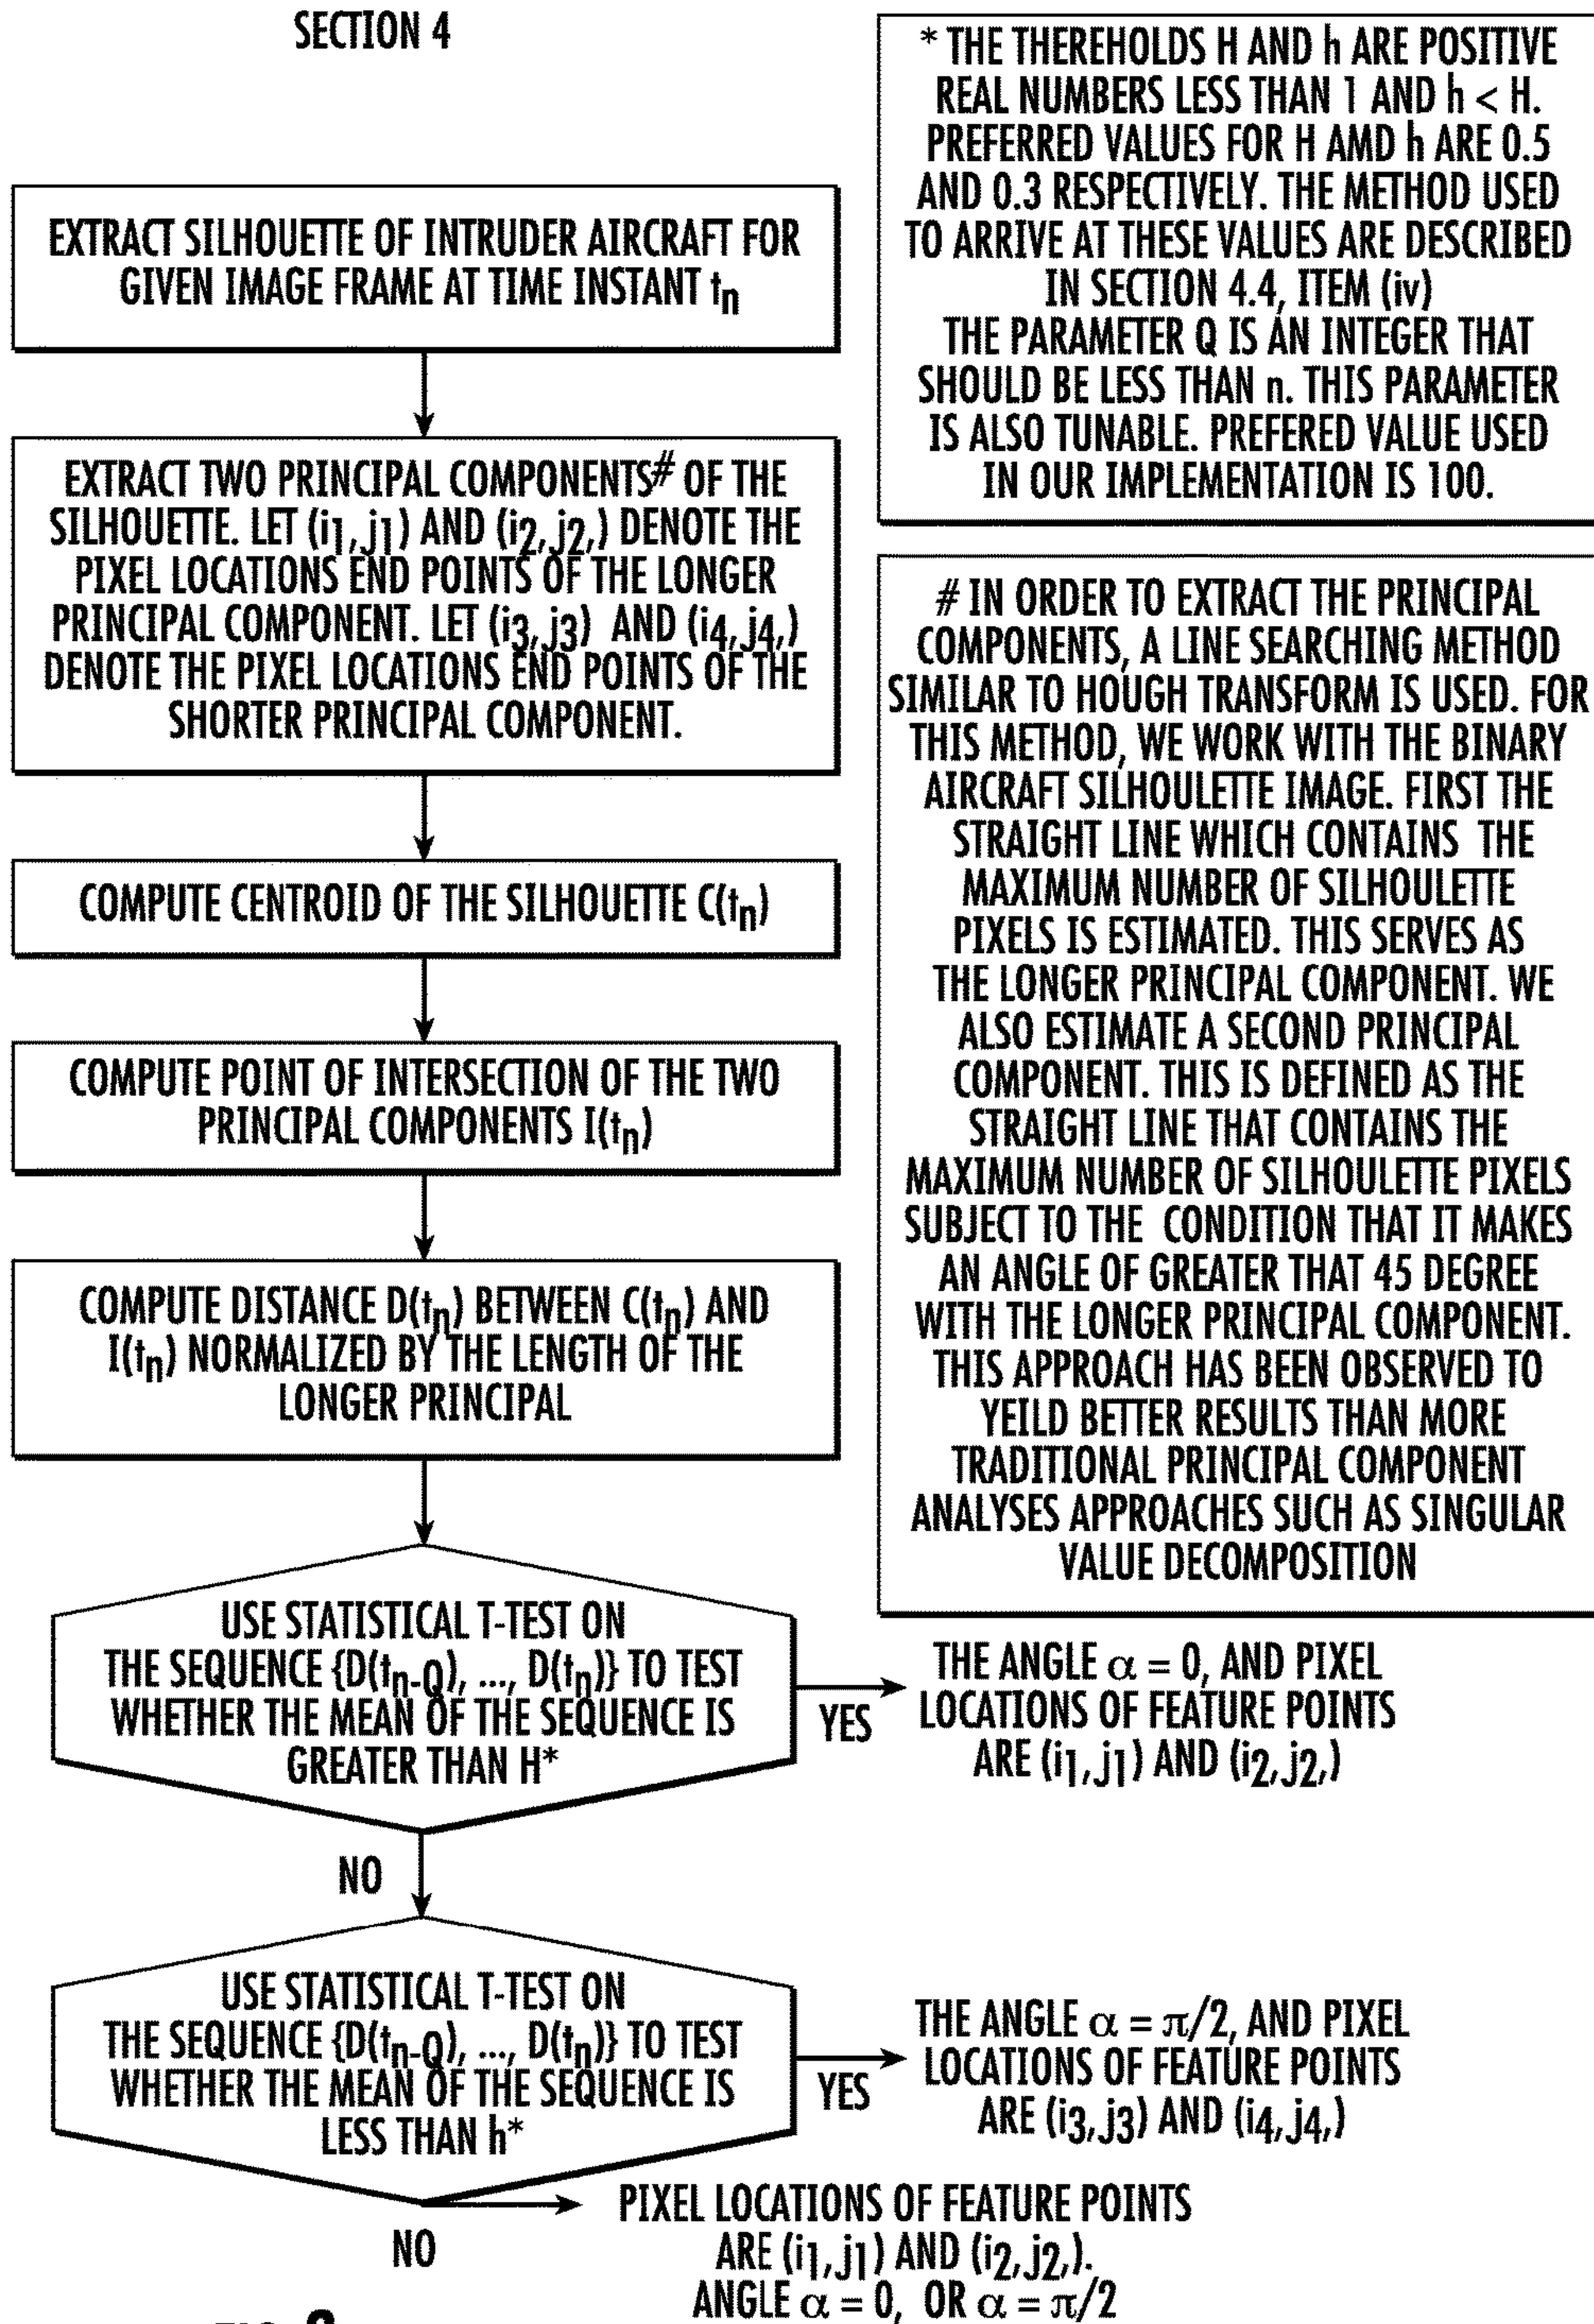 SECTION 4
EXTRACT SILHOUETTE OF INTRUDER AIRCRAFT FOR
GIVEN IMAGE FRAME AT TIME INSTANT tn
EXTRACT TWO PRINCIPAL COMPONENTS# OF THE
SILHOUETTE. LET (i1,j1) AND (i2,j2,) DENOTE THE
PIXEL LOCATIONS END POINTS OF THE LONGER
PRINCIPAL COMPONENT. LET (i3,j3) AND (i4,j4,)
DENOTE THE PIXEL LOCATIONS END POINTS OF THE
SHORTER PRINCIPAL COMPONENT.
COMPUTE CENTROID OF THE SILHOUETTE C(tn)
COMPUTE POINT OF INTERSECTION OF THE TWO
PRINCIPAL COMPONENTS I(tn)
COMPUTE DISTANCE D(tn) BETWEEN C(tn) AND
I(tn) NORMALIZED BY THE LENGTH OF THE
LONGER PRINCIPAL
USE STATISTICAL T-TEST ON
THE SEQUENCE {D(tn-Q), ..., D(tn)} TO TEST
WHETHER THE MEAN OF THE SEQUENCE IS
GREATER THAN H*
YES
THE ANGLE α = 0, AND PIXEL
LOCATIONS OF FEATURE POINTS
ARE (i1,j1) AND (i2,j2,)
NO
USE STATISTICAL T-TEST ON
THE SEQUENCE {D(tn-Q), ..., D(tn)} TO TEST
WHETHER THE MEAN OF THE SEQUENCE IS
LESS THAN h*
YES
THE ANGLE α = π/2, AND PIXEL
LOCATIONS OF FEATURE POINTS
ARE (i3,j3) AND (i4,j4,)
NO
PIXEL LOCATIONS OF FEATURE POINTS
ARE (i1,j1) AND (i2,j2,).
ANGLE α = 0, OR α = π/2
* THE THEREHOLDS H AND h ARE POSITIVE
REAL NUMBERS LESS THAN 1 AND h < H.
PREFERRED VALUES FOR H AMD h ARE 0.5
AND 0.3 RESPECTIVELY. THE METHOD USED
TO ARRIVE AT THESE VALUES ARE DESCRIBED
IN SECTION 4.4, ITEM (iv)
THE PARAMETER Q IS AN INTEGER THAT
SHOULD BE LESS THAN n. THIS PARAMETER
IS ALSO TUNABLE. PREFERED VALUE USED
IN OUR IMPLEMENTATION IS 100.
# IN ORDER TO EXTRACT THE PRINCIPAL
COMPONENTS, A LINE SEARCHING METHOD
SIMILAR TO HOUGH TRANSFORM IS USED. FOR
THIS METHOD, WE WORK WITH THE BINARY
AIRCRAFT SILHOULETTE IMAGE. FIRST THE
STRAIGHT LINE WHICH CONTAINS THE
MAXIMUM NUMBER OF SILHOULETTE
PIXELS IS ESTIMATED. THIS SERVES AS
THE LONGER PRINCIPAL COMPONENT. WE
ALSO ESTIMATE A SECOND PRINCIPAL
COMPONENT. THIS IS DEFINED AS THE
STRAIGHT LINE THAT CONTAINS THE
MAXIMUM NUMBER OF SILHOULETTE PIXELS
SUBJECT TO THE CONDITION THAT IT MAKES
AN ANGLE OF GREATER THAT 45 DEGREE
WITH THE LONGER PRINCIPAL COMPONENT.
THIS APPROACH HAS BEEN OBSERVED TO
YEILD BETTER RESULTS THAN MORE
TRADITIONAL PRINCIPAL COMPONENT
ANALYSES APPROACHES SUCH AS SINGULAR
VALUE DECOMPOSITION